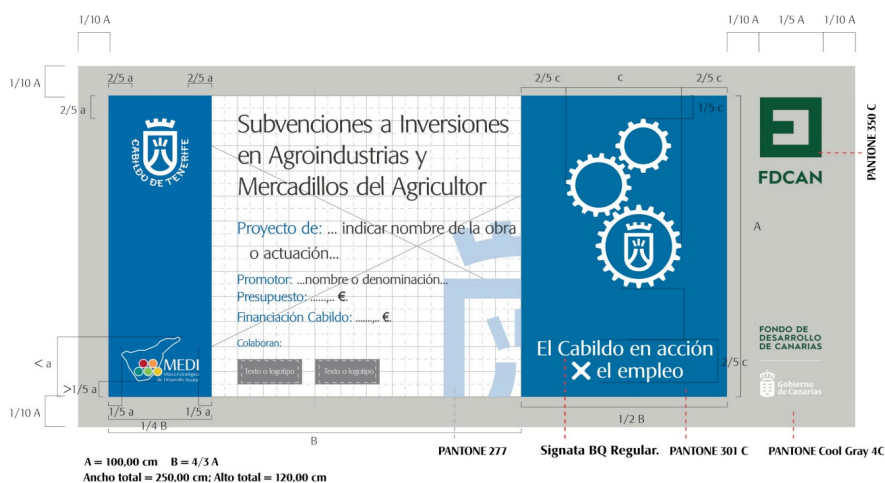 1/10 A
1/10 A
1/5 A
1/10 A
1/10 A
2/5 a
2/5 a
2/5 c
c
2/5 c
2/5 a
1/5 c
CABILDO DE TENERIFE
Subvenciones a Inversiones
en Agroindustrias y
Mercadillos del Agricultor
Proyecto de: ... indicar nombre de la obra
o actuación...
Promotor: ...nombre o denominación...
Presupuesto: ......,.. €.
Financiación Cabildo: ......,.. €.
Colaboran:
Texto o logotipo
Texto o logotipo
El Cabildo en acción
X el empleo
FDCAN
PANTONE 350 C
A
FONDO DE
DESARROLLO
DE CANARIAS
Gobierno
de Canarias
< a
MEDI
Marco Estratégico
de Desarrollo Insular
2/5 c
>1/5 a
1/5 a
1/5 a
1/10 A
1/4 B
1/2 B
B
PANTONE 277
Signata BQ Regular.
PANTONE 301 C
PANTONE Cool Gray 4C
A = 100,00 cm B = 4/3 A
Ancho total = 250,00 cm; Alto total = 120,00 cm